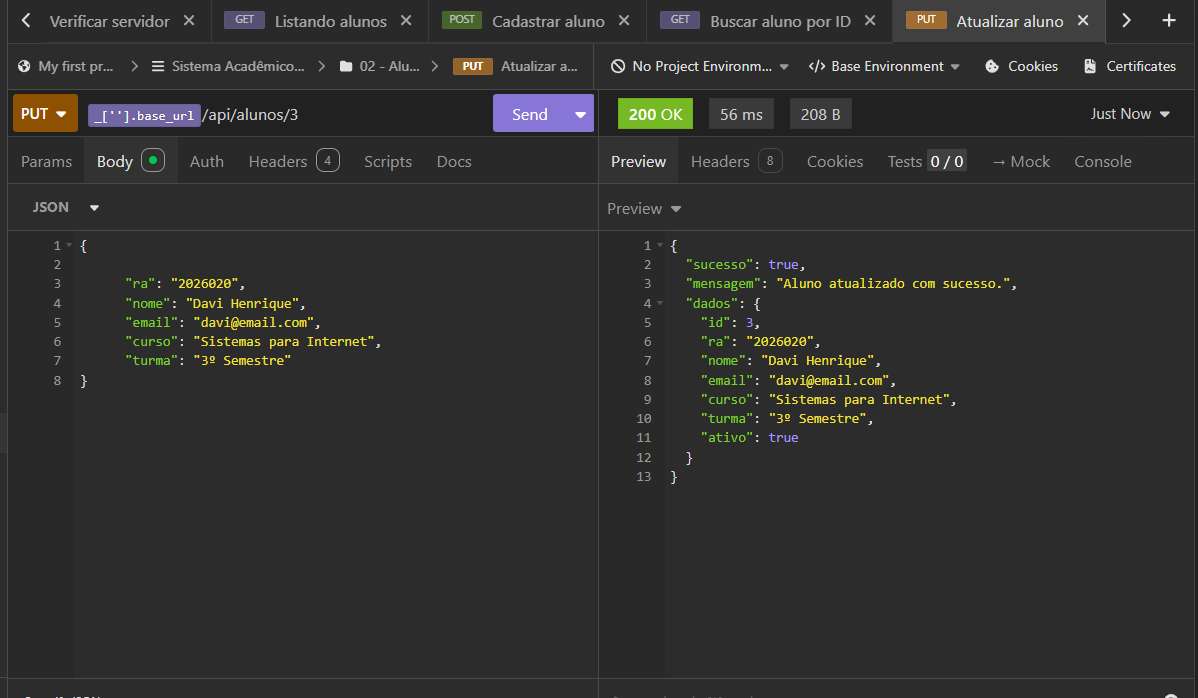 Verificar servidor
GET Listando alunos
POST Cadastrar aluno
GET Buscar aluno por ID
PUT Atualizar aluno
My first pr... Sistema Acadêmico... 02 - Alu... PUT Atualizar a...
No Project Environm... Base Environment Cookies Certificates
PUT _[''].base_url/api/alunos/3 Send
200 OK 56 ms 208 B Just Now
Params Body Auth Headers 4 Scripts Docs
Preview Headers 8 Cookies Tests 0 / 0 → Mock Console
JSON
1 {
2
3 "ra": "2026020",
4 "nome": "Davi Henrique",
5 "email": "davi@email.com",
6 "curso": "Sistemas para Internet",
7 "turma": "3º Semestre"
8 }
Preview
1 {
2 "sucesso": true,
3 "mensagem": "Aluno atualizado com sucesso.",
4 "dados": {
5 "id": 3,
6 "ra": "2026020",
7 "nome": "Davi Henrique",
8 "email": "davi@email.com",
9 "curso": "Sistemas para Internet",
10 "turma": "3º Semestre",
11 "ativo": true
12 }
13 }